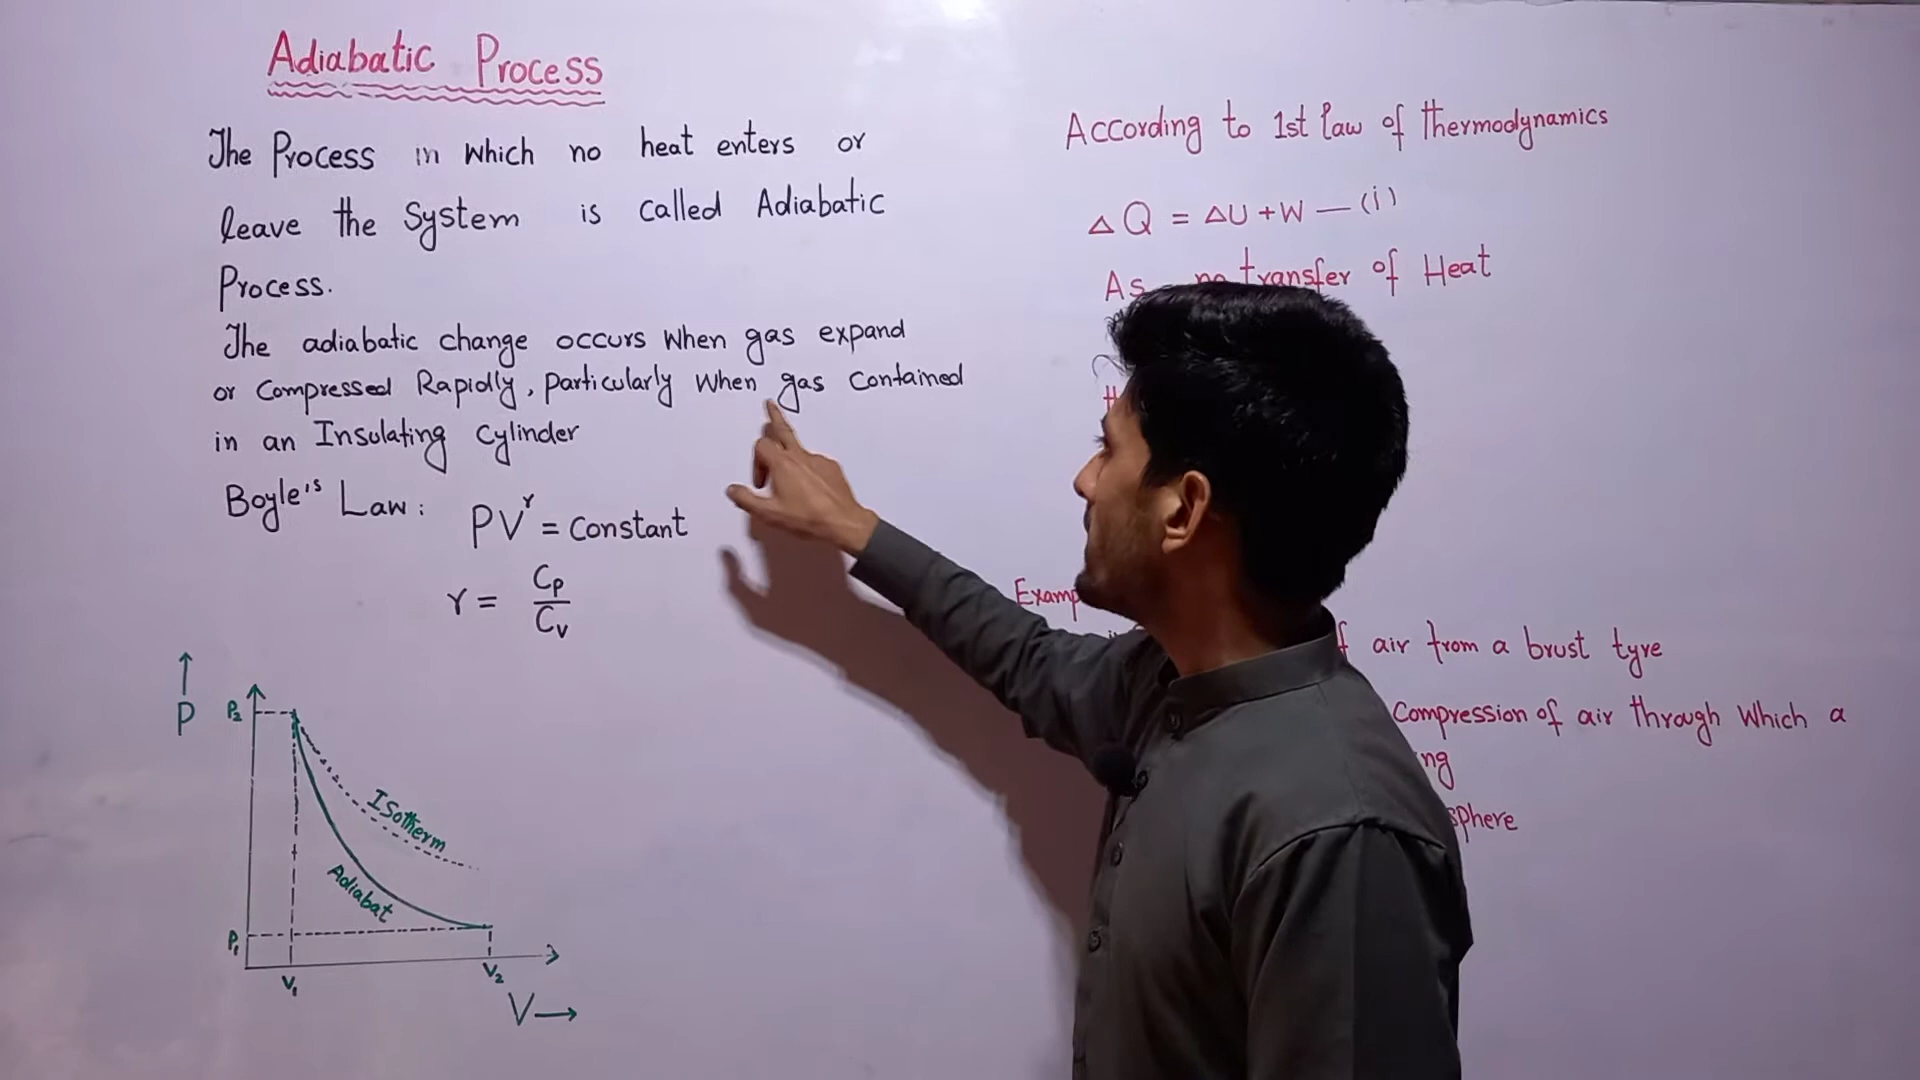 Adiabatic Process
The Process in which no heat enters or
leave the System is called Adiabatic
Process.
The adiabatic change occurs when gas expand
or compressed Rapidly, particularly when gas contained
in an Insulating cylinder
Boyle's Law: PV^γ = Constant
γ = Cp/Cv
↑
P
P₂
Isotherm
Adiabat
P₁
V₁
V₂
V→
According to 1st law of thermodynamics
△Q = △U + W — (i)
As no transfer of Heat
Examp
air from a brust tyre
Compression of air through which a
ng
sphere